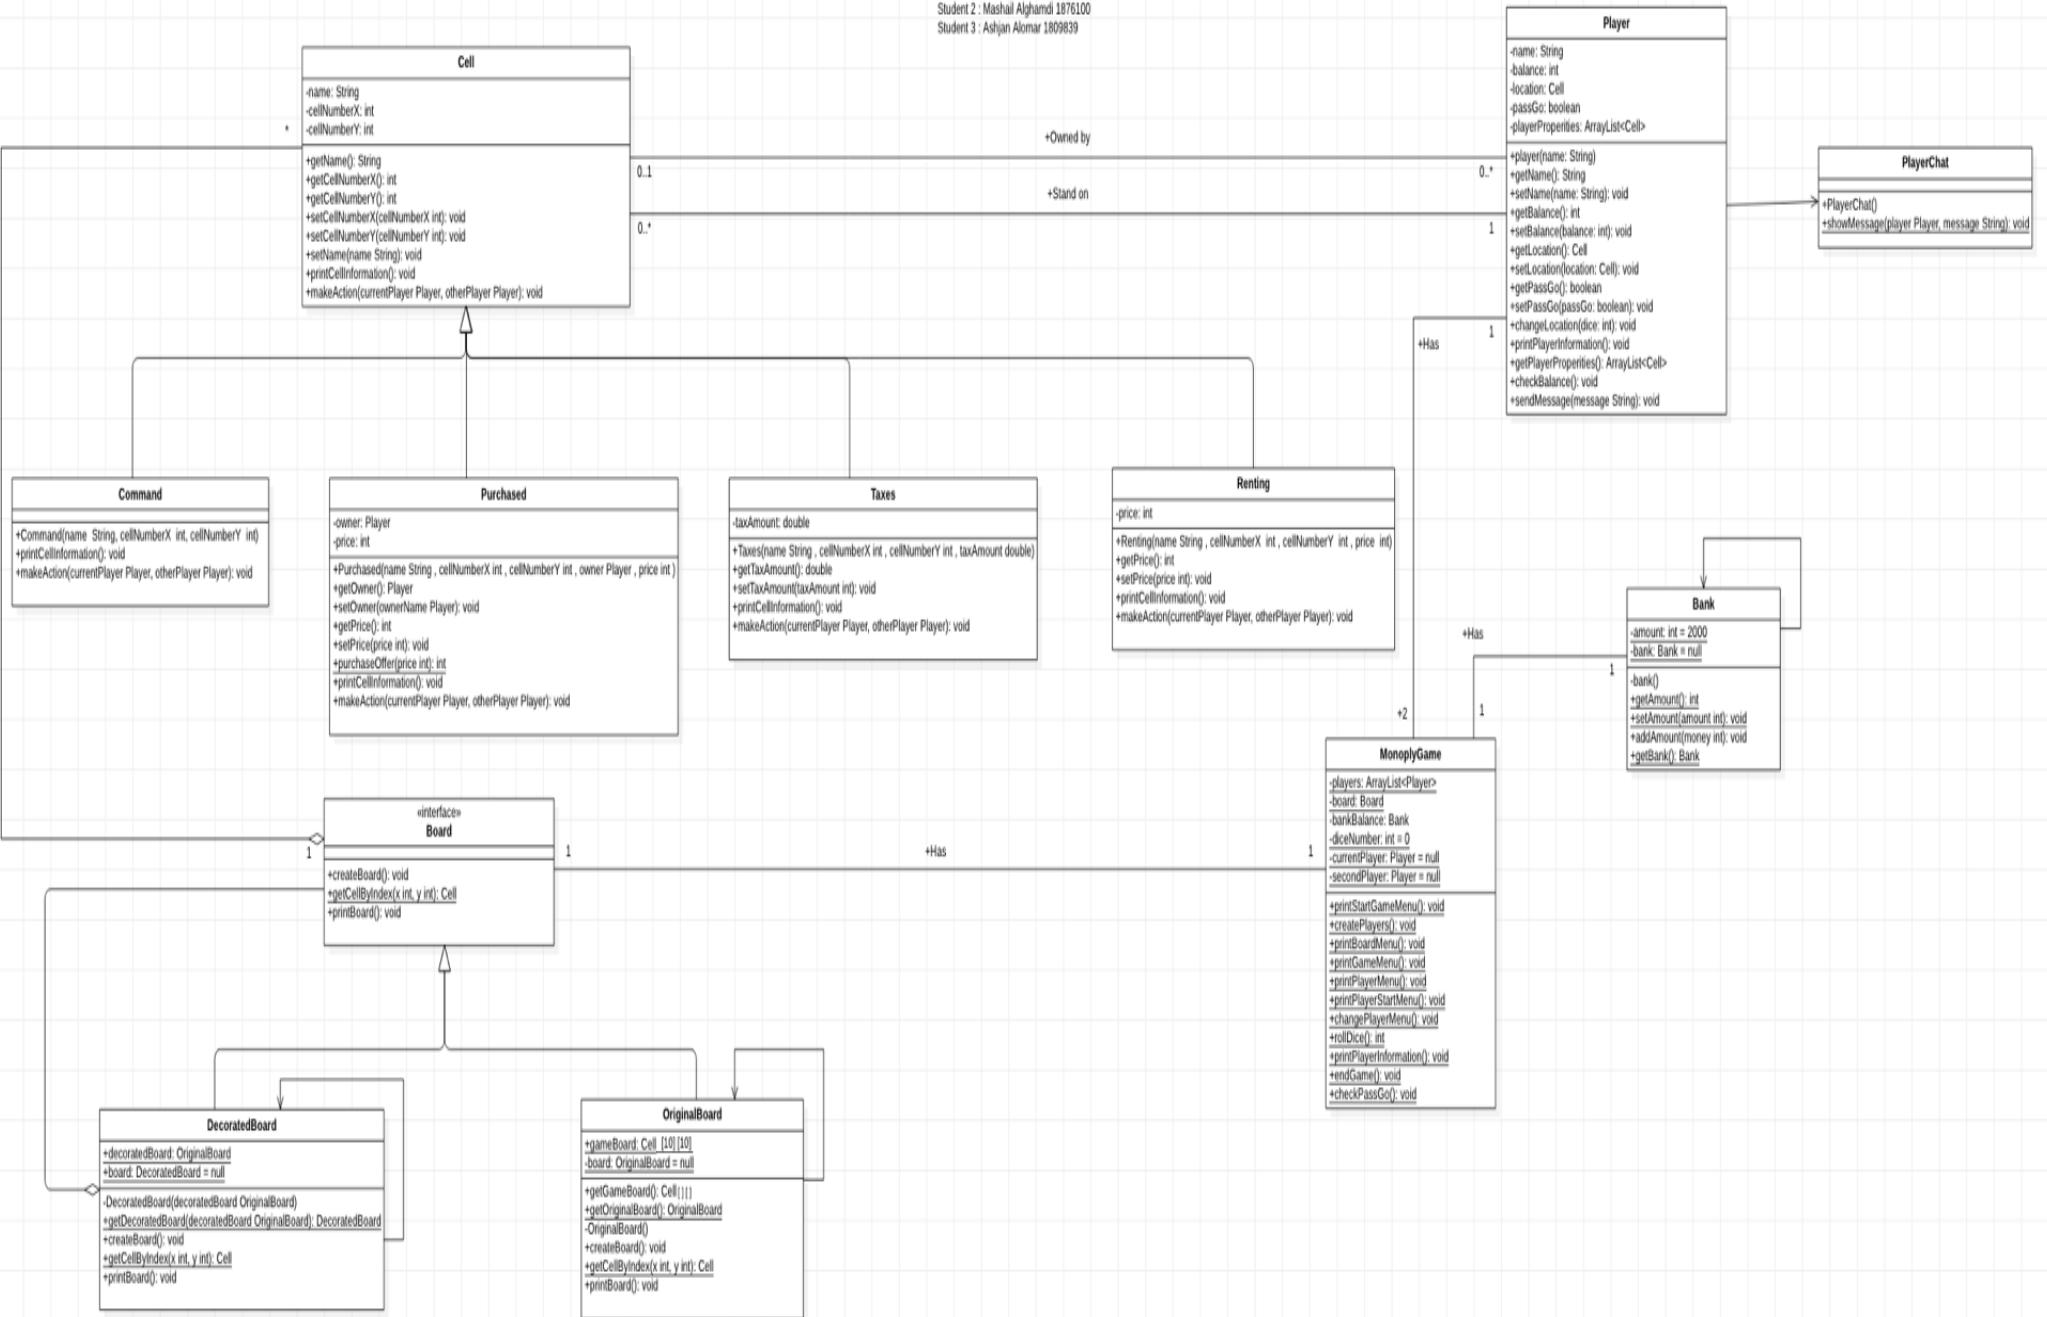 Student 2 : Mashail Alghamdi 1876100
Student 3 : Ashjan Alomar 1809839
Cell
-name: String
-cellNumberX: int
-cellNumberY: int
+getName(): String
+getCellNumberX(): int
+getCellNumberY(): int
+setCellNumberX(cellNumberX int): void
+setCellNumberY(cellNumberY int): void
+setName(name String): void
+printCellInformation(): void
+makeAction(currentPlayer Player, otherPlayer Player): void
*
+Owned by
0..1
0..*
+Stand on
0..*
1
Player
-name: String
-balance: int
-location: Cell
-passGo: boolean
-playerProperities: ArrayList<Cell>
+player(name: String)
+getName(): String
+setName(name: String): void
+getBalance(): int
+setBalance(balance: int): void
+getLocation(): Cell
+setLocation(location: Cell): void
+getPassGo(): boolean
+setPassGo(passGo: boolean): void
+changeLocation(dice: int): void
+printPlayerInformation(): void
+getPlayerProperities(): ArrayList<Cell>
+checkBalance(): void
+sendMessage(message String): void
PlayerChat
+PlayerChat()
+showMessage(player Player, message String): void
1
+Has
+2
Command
+Command(name String, cellNumberX int, cellNumberY int)
+printCellInformation(): void
+makeAction(currentPlayer Player, otherPlayer Player): void
Purchased
-owner: Player
-price: int
+Purchased(name String , cellNumberX int , cellNumberY int , owner Player , price int )
+getOwner(): Player
+setOwner(ownerName Player): void
+getPrice(): int
+setPrice(price int): void
+purchaseOffer(price int): int
+printCellInformation(): void
+makeAction(currentPlayer Player, otherPlayer Player): void
Taxes
-taxAmount: double
+Taxes(name String , cellNumberX int , cellNumberY int , taxAmount double)
+getTaxAmount(): double
+setTaxAmount(taxAmount int): void
+printCellInformation(): void
+makeAction(currentPlayer Player, otherPlayer Player): void
Renting
-price: int
+Renting(name String , cellNumberX int , cellNumberY int , price int)
+getPrice(): int
+setPrice(price int): void
+printCellInformation(): void
+makeAction(currentPlayer Player, otherPlayer Player): void
Bank
-amount: int = 2000
-bank: Bank = null
-bank()
+getAmount(): int
+setAmount(amount int): void
+addAmount(money int): void
+getBank(): Bank
+Has
1
1
MonoplyGame
-players: ArrayList<Player>
-board: Board
-bankBalance: Bank
-diceNumber: int = 0
-currentPlayer: Player = null
-secondPlayer: Player = null
+printStartGameMenu(): void
+createPlayers(): void
+printBoardMenu(): void
+printGameMenu(): void
+printPlayerMenu(): void
+printPlayerStartMenu(): void
+changePlayerMenu(): void
+rollDice(): int
+printPlayerInformation(): void
+endGame(): void
+checkPassGo(): void
«interface»
Board
+createBoard(): void
+getCellByIndex(x int, y int): Cell
+printBoard(): void
1
1
+Has
1
DecoratedBoard
+decoratedBoard: OriginalBoard
+board: DecoratedBoard = null
-DecoratedBoard(decoratedBoard OriginalBoard)
+getDecoratedBoard(decoratedBoard OriginalBoard): DecoratedBoard
+createBoard(): void
+getCellByIndex(x int, y int): Cell
+printBoard(): void
OriginalBoard
+gameBoard: Cell [10] [10]
-board: OriginalBoard = null
+getGameBoard(): Cell[ ] [ ]
+getOriginalBoard(): OriginalBoard
-OriginalBoard()
+createBoard(): void
+getCellByIndex(x int, y int): Cell
+printBoard(): void